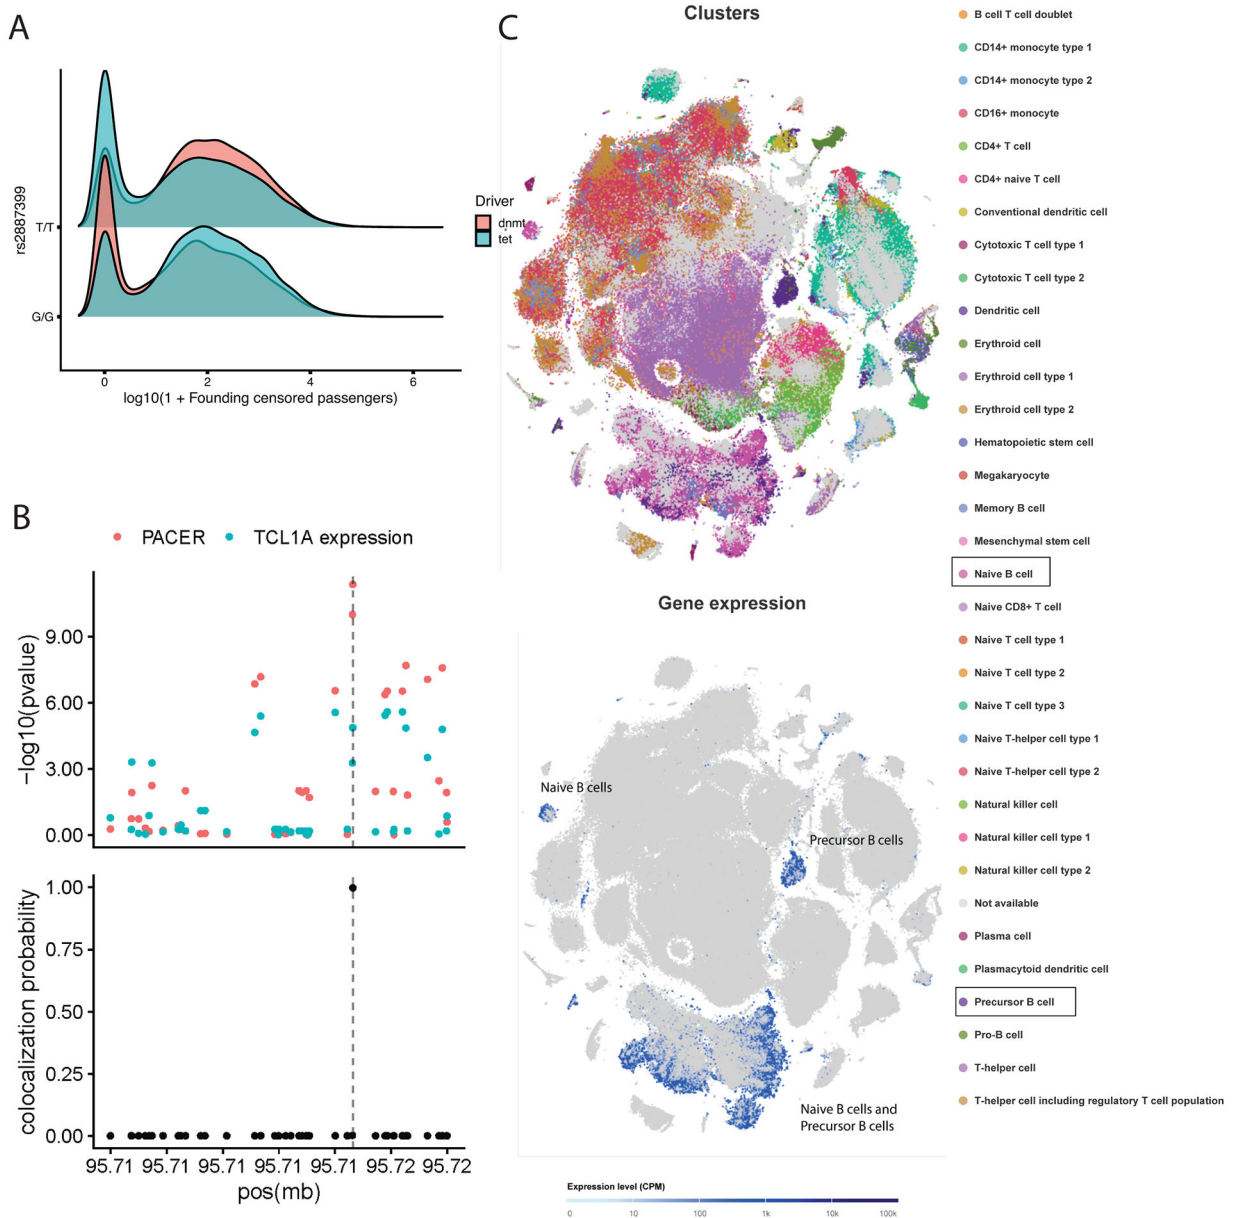 A
rs2887399
T/T
G/G
0 2 4 6
log10(1 + Founding censored passengers)
Driver
dnmt
tet
B
PACER TCL1A expression
−log10(pvalue)
9.00
6.00
3.00
0.00
colocalization probability
1.00
0.75
0.50
0.25
0.00
95.71 95.71 95.71 95.71 95.71 95.72 95.72
pos(mb)
C
Clusters
B cell T cell doublet
CD14+ monocyte type 1
CD14+ monocyte type 2
CD16+ monocyte
CD4+ T cell
CD4+ naive T cell
Conventional dendritic cell
Cytotoxic T cell type 1
Cytotoxic T cell type 2
Dendritic cell
Erythroid cell
Erythroid cell type 1
Erythroid cell type 2
Hematopoietic stem cell
Megakaryocyte
Memory B cell
Mesenchymal stem cell
Naive B cell
Naive CD8+ T cell
Naive T cell type 1
Naive T cell type 2
Naive T cell type 3
Naive T-helper cell type 1
Naive T-helper cell type 2
Natural killer cell
Natural killer cell type 1
Natural killer cell type 2
Not available
Plasma cell
Plasmacytoid dendritic cell
Precursor B cell
Pro-B cell
T-helper cell
T-helper cell including regulatory T cell population
Gene expression
Naive B cells
Precursor B cells
Naive B cells and
Precursor B cells
Expression level (CPM)
0 10 100 1k 10k 100k